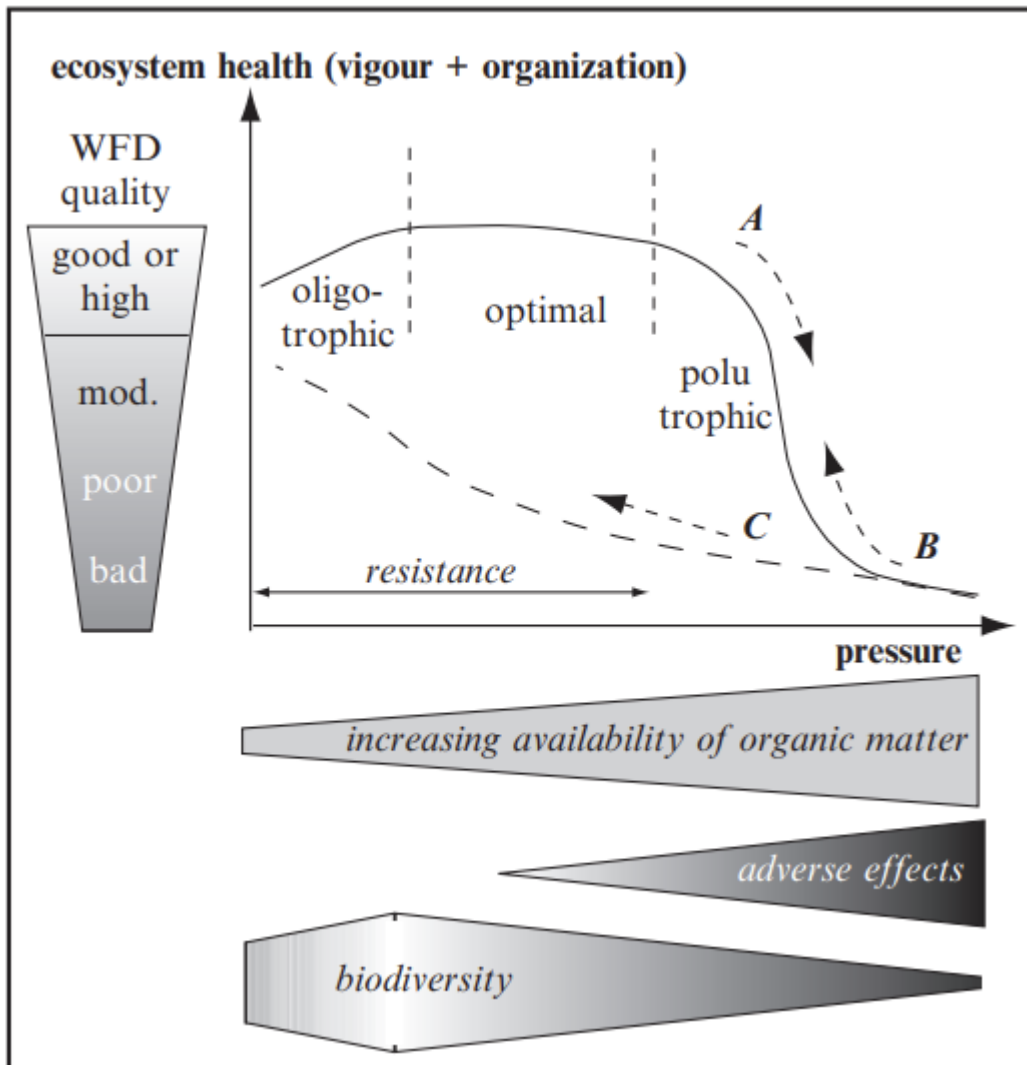 ecosystem health (vigour + organization)
WFD
quality
good or
high
mod.
poor
bad
oligo-
trophic
optimal
polu
trophic
A
B
C
resistance
pressure
increasing availability of organic matter
adverse effects
biodiversity